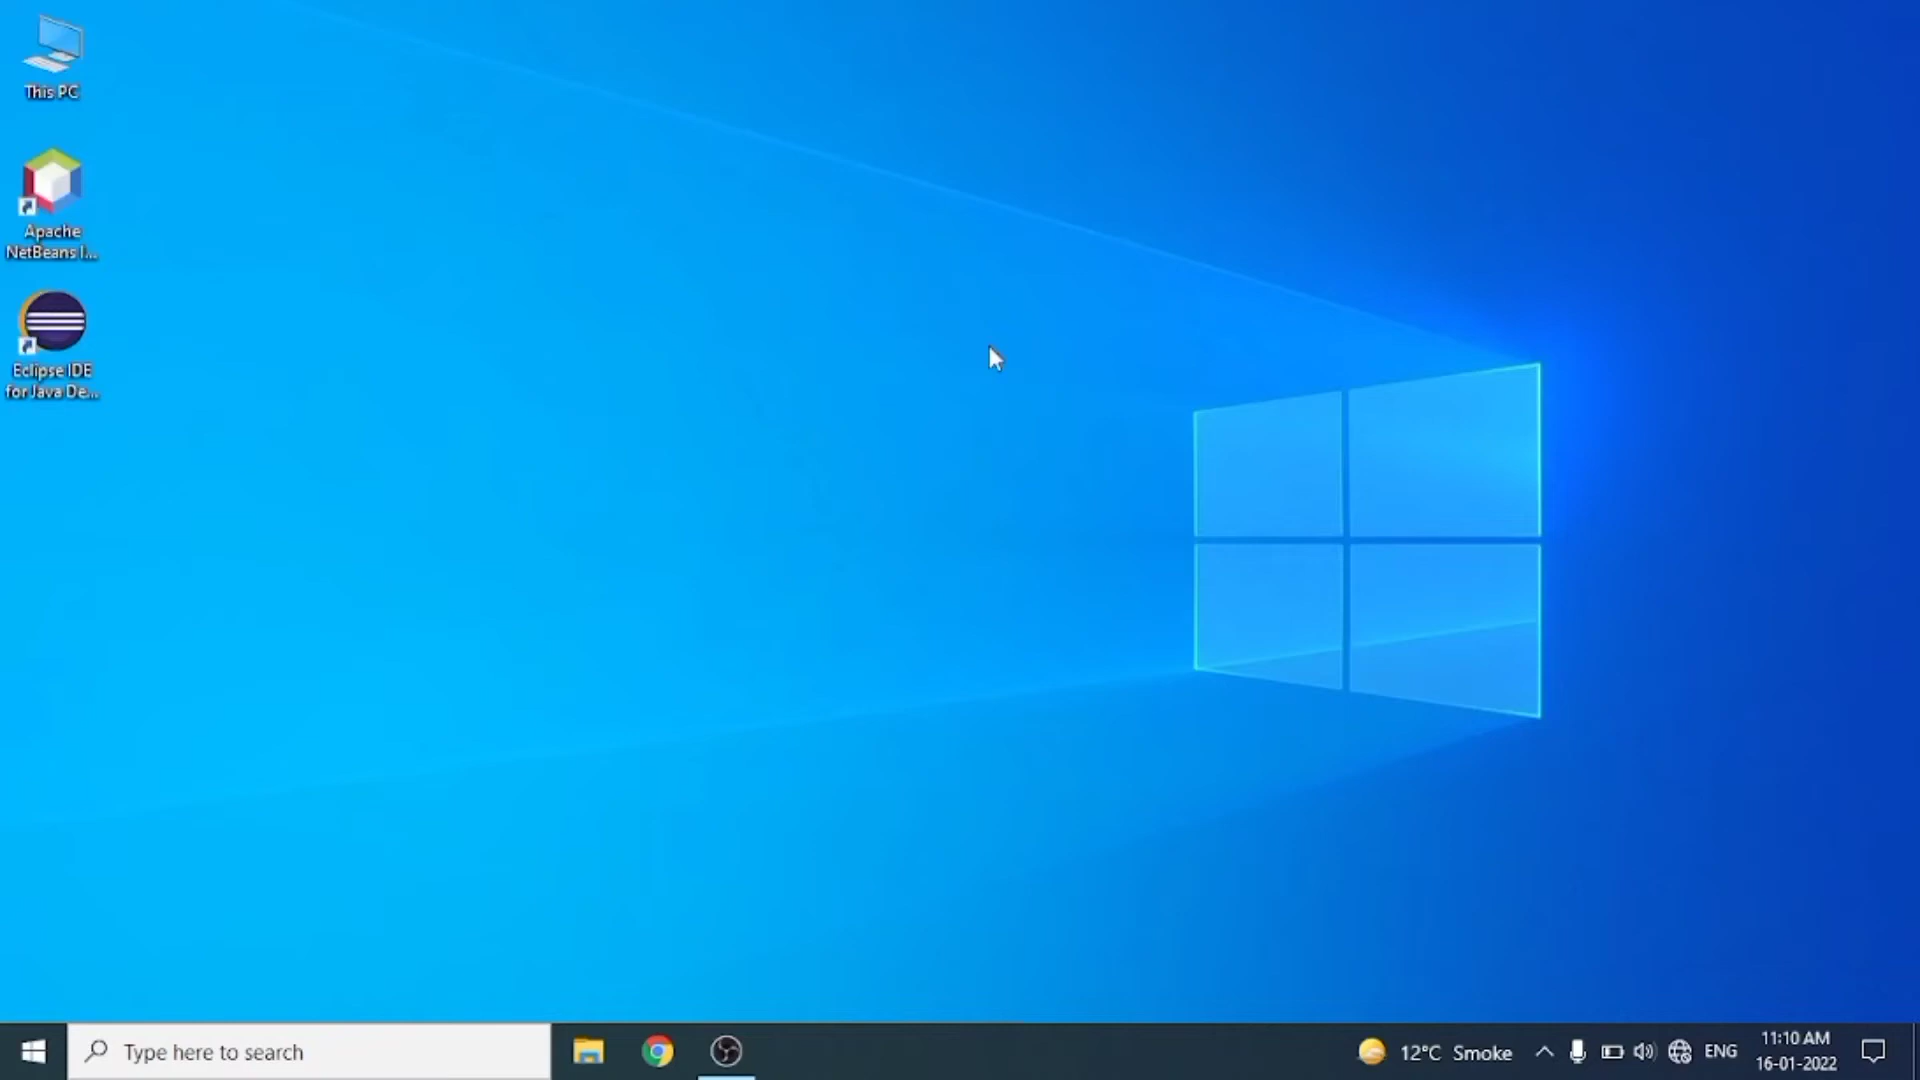 This PC
Apache
NetBeans I...
Eclipse IDE
for Java De...
Type here to search
12°C Smoke
ENG
11:10 AM
16-01-2022